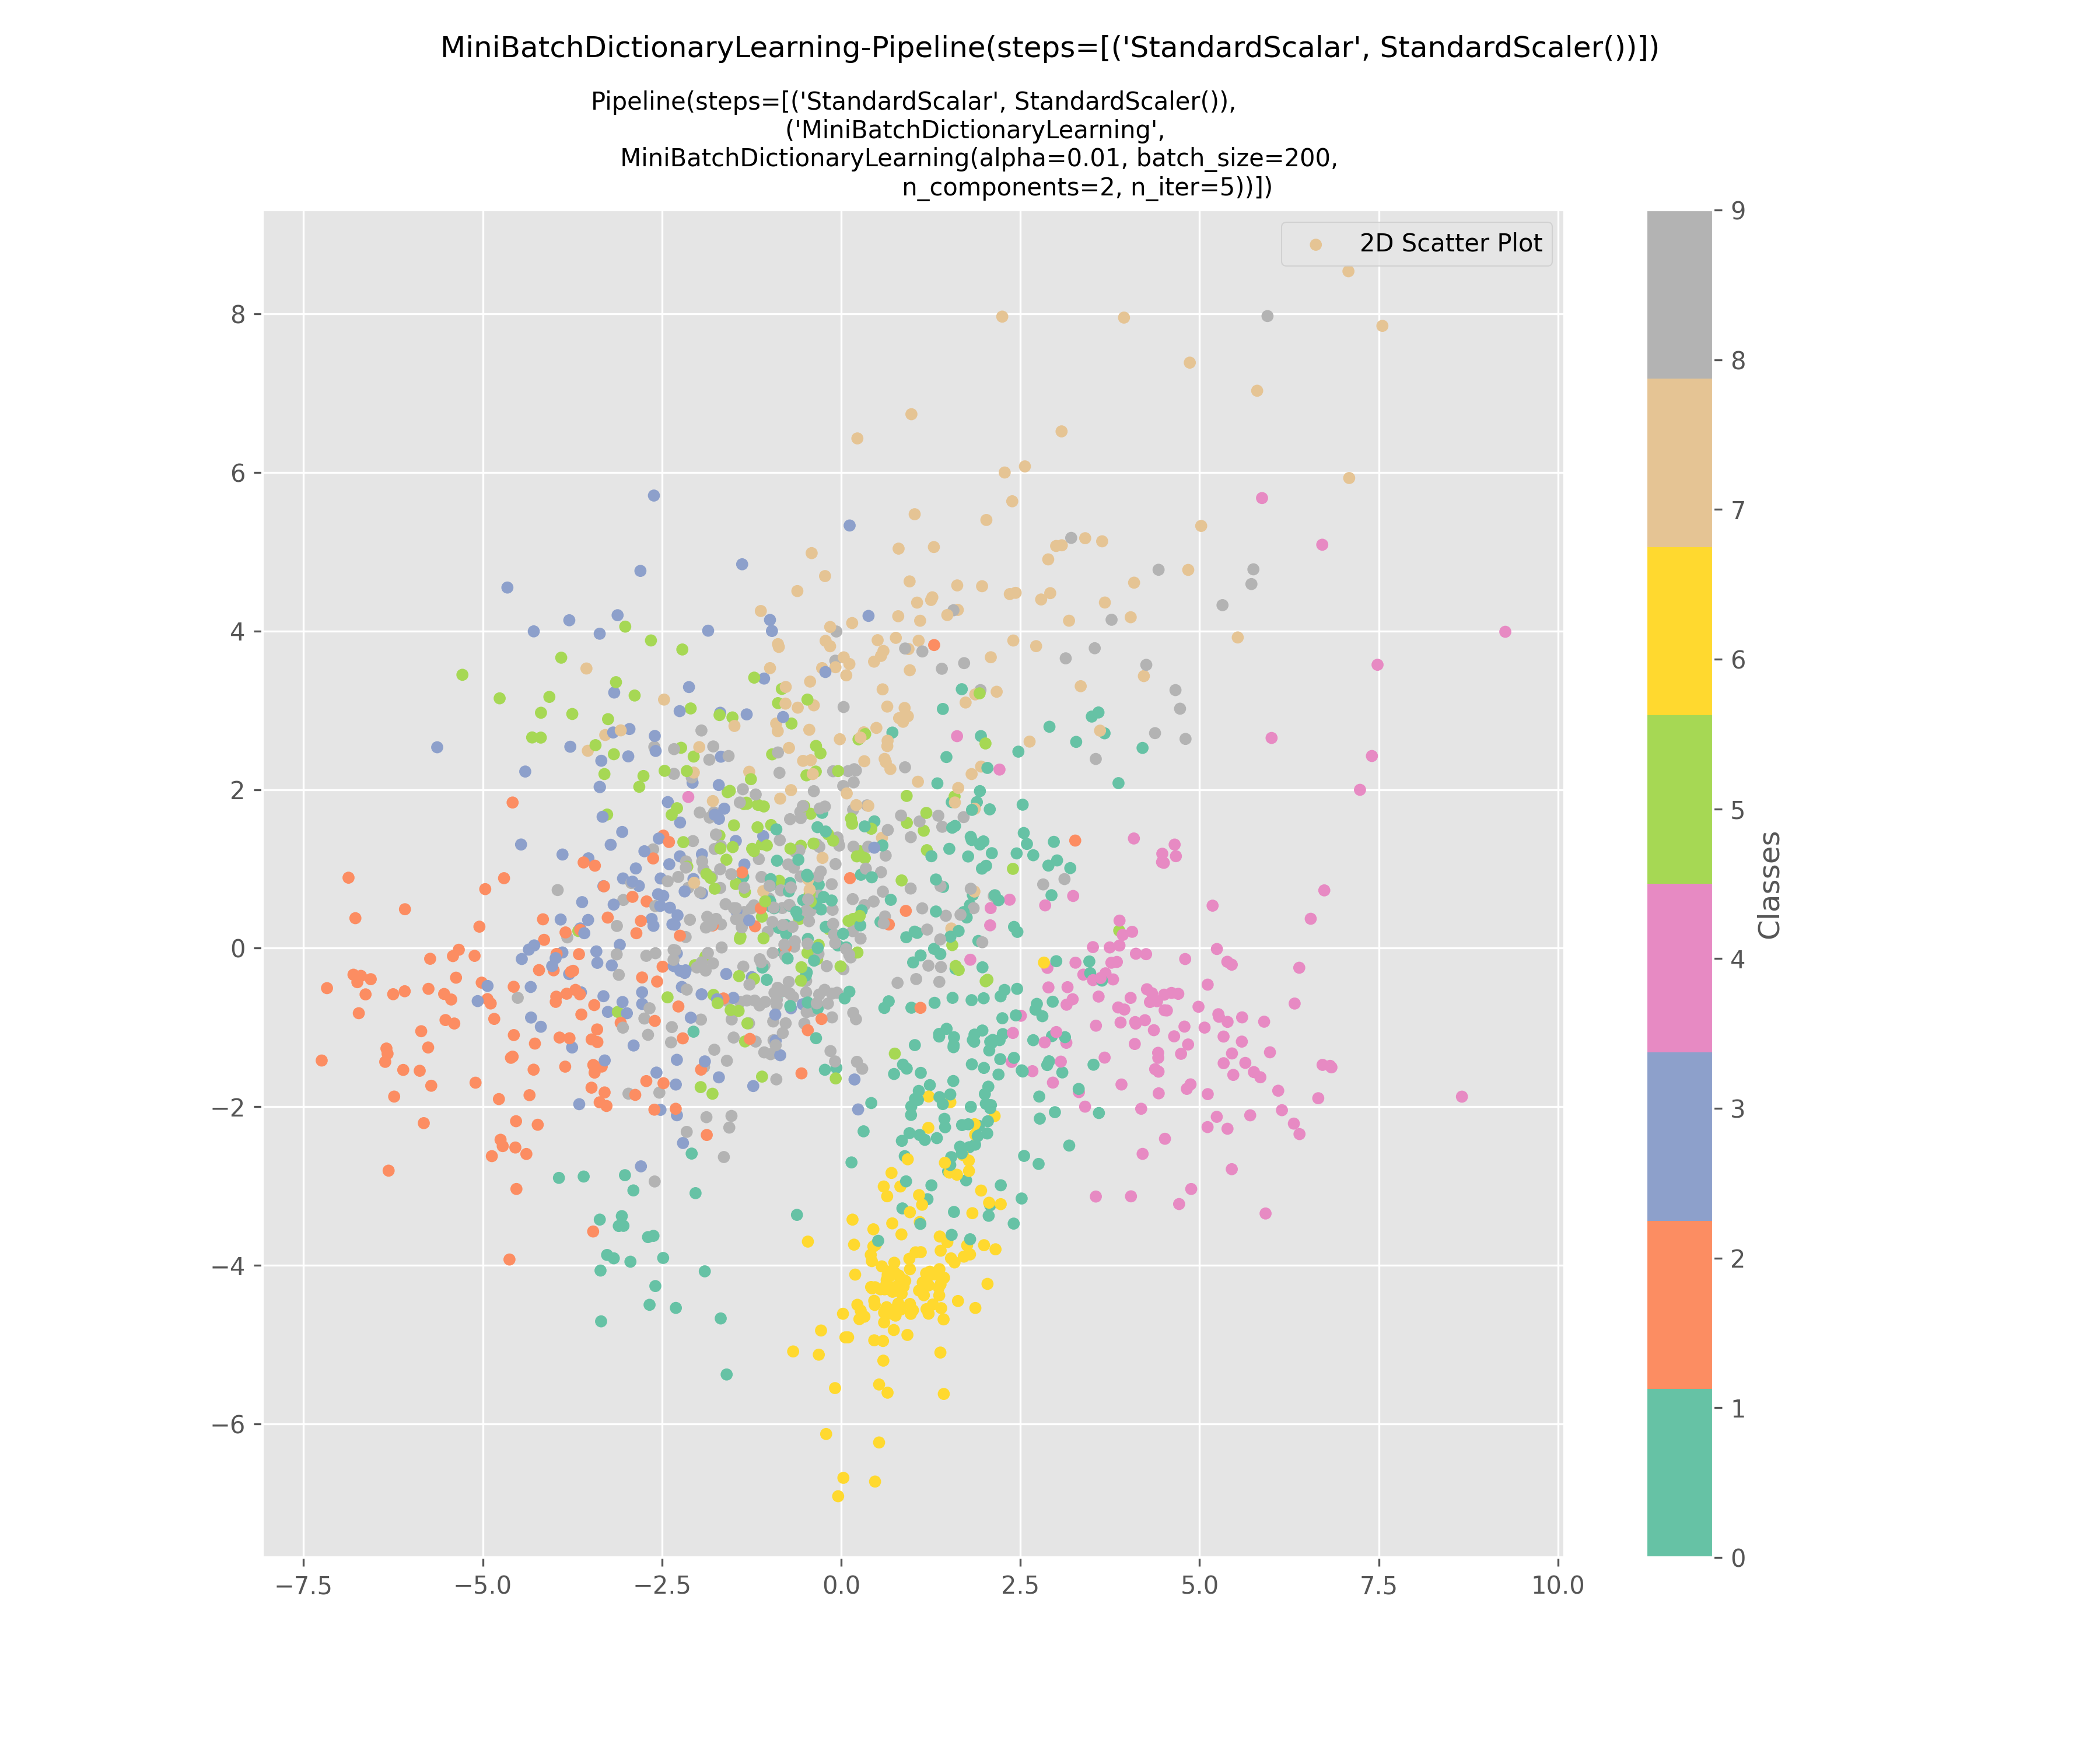 MiniBatchDictionaryLearning-Pipeline(steps=[('StandardScalar', StandardScaler())])
Pipeline(steps=[('StandardScalar', StandardScaler()),
('MiniBatchDictionaryLearning',
MiniBatchDictionaryLearning(alpha=0.01, batch_size=200,
n_components=2, n_iter=5))])
2D Scatter Plot
8
6
4
2
0
−2
−4
−6
−7.5 −5.0 −2.5 0.0 2.5 5.0 7.5 10.0
9
8
7
6
5
4
3
2
1
0
Classes